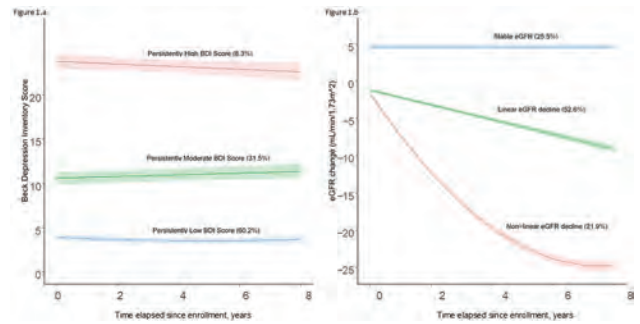 Figure 1.a
Beck Depression Inventory Score
20
15
10
5
0
Persistently High BDI Score (8.3%)
Persistently Moderate BDI Score (31.5%)
Persistently Low BDI Score (60.2%)
0 2 4 6 8
Time elapsed since enrollment, years
Figure 1.b
eGFR change (mL/min/1.73m^2)
5
0
−5
−10
−15
−20
−25
Stable eGFR (25.5%)
Linear eGFR decline (52.6%)
Non-linear eGFR decline (21.9%)
0 2 4 6 8
Time elapsed since enrollment, years